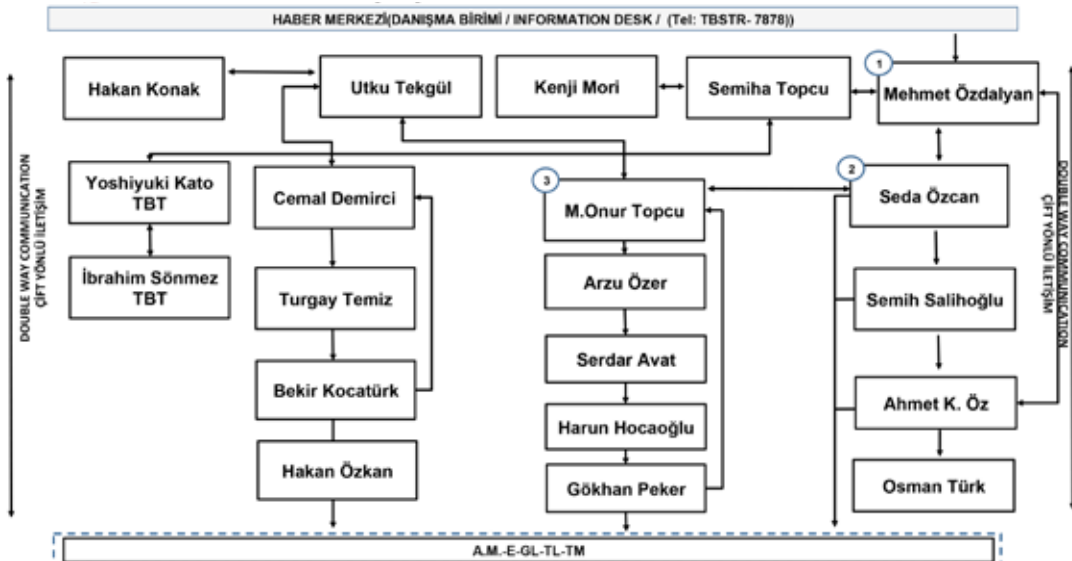 HABER MERKEZİ(DANIŞMA BİRİMİ / INFORMATION DESK / (Tel: TBSTR- 7878))
1
Hakan Konak
Utku Tekgül
Kenji Mori
Semiha Topcu
Mehmet Özdalyan
DOUBLE WAY COMMUNICATION
ÇİFT YÖNLÜ İLETİŞİM
DOUBLE WAY COMMUNICATION
ÇİFT YÖNLÜ İLETİŞİM
Yoshiyuki Kato
TBT
Cemal Demirci
3
M.Onur Topcu
2
Seda Özcan
İbrahim Sönmez
TBT
Turgay Temiz
Arzu Özer
Semih Salihoğlu
Bekir Kocatürk
Serdar Avat
Ahmet K. Öz
Harun Hocaoğlu
Hakan Özkan
Gökhan Peker
Osman Türk
A.M.-E-GL-TL-TM